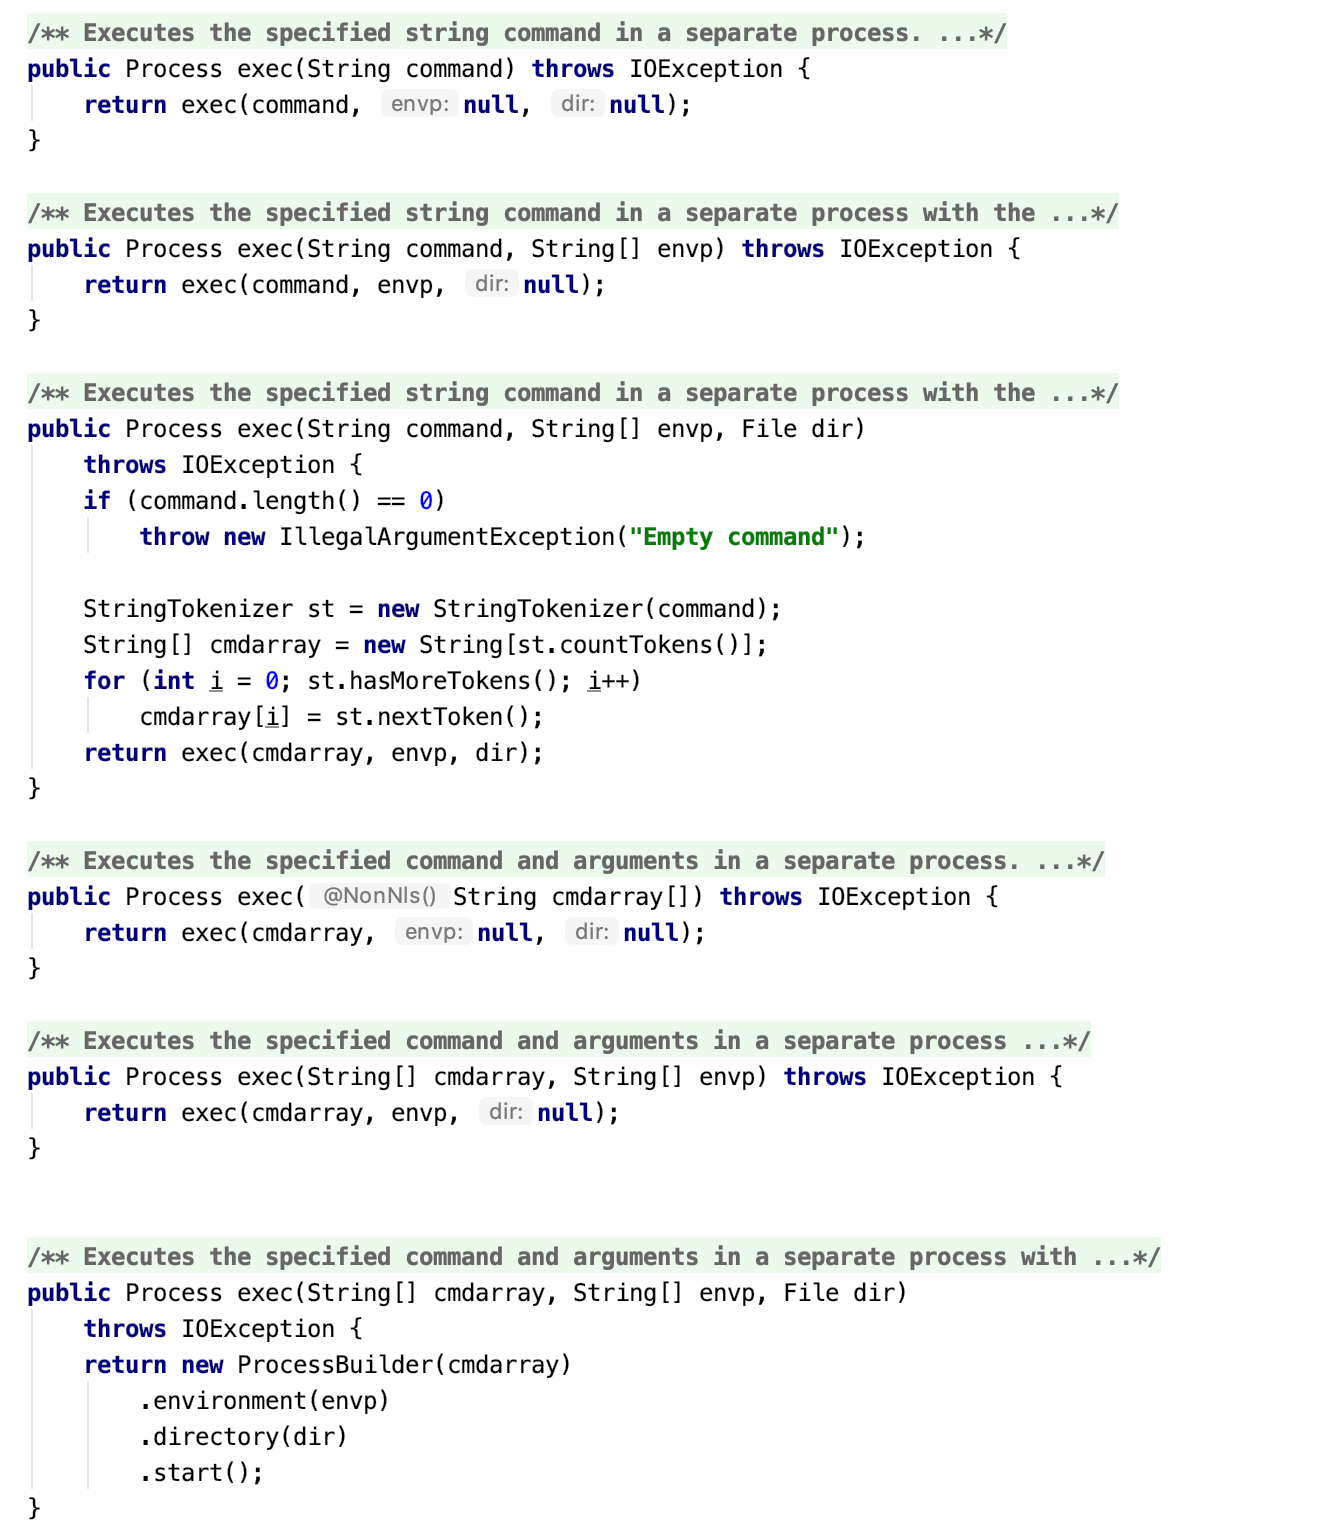 /** Executes the specified string command in a separate process. ...*/
public Process exec(String command) throws IOException {
    return exec(command, envp: null, dir: null);
}

/** Executes the specified string command in a separate process with the ...*/
public Process exec(String command, String[] envp) throws IOException {
    return exec(command, envp, dir: null);
}

/** Executes the specified string command in a separate process with the ...*/
public Process exec(String command, String[] envp, File dir)
    throws IOException {
    if (command.length() == 0)
        throw new IllegalArgumentException("Empty command");

    StringTokenizer st = new StringTokenizer(command);
    String[] cmdarray = new String[st.countTokens()];
    for (int i = 0; st.hasMoreTokens(); i++)
        cmdarray[i] = st.nextToken();
    return exec(cmdarray, envp, dir);
}

/** Executes the specified command and arguments in a separate process. ...*/
public Process exec( @NonNls() String cmdarray[]) throws IOException {
    return exec(cmdarray, envp: null, dir: null);
}

/** Executes the specified command and arguments in a separate process ...*/
public Process exec(String[] cmdarray, String[] envp) throws IOException {
    return exec(cmdarray, envp, dir: null);
}

/** Executes the specified command and arguments in a separate process with ...*/
public Process exec(String[] cmdarray, String[] envp, File dir)
    throws IOException {
    return new ProcessBuilder(cmdarray)
        .environment(envp)
        .directory(dir)
        .start();
}